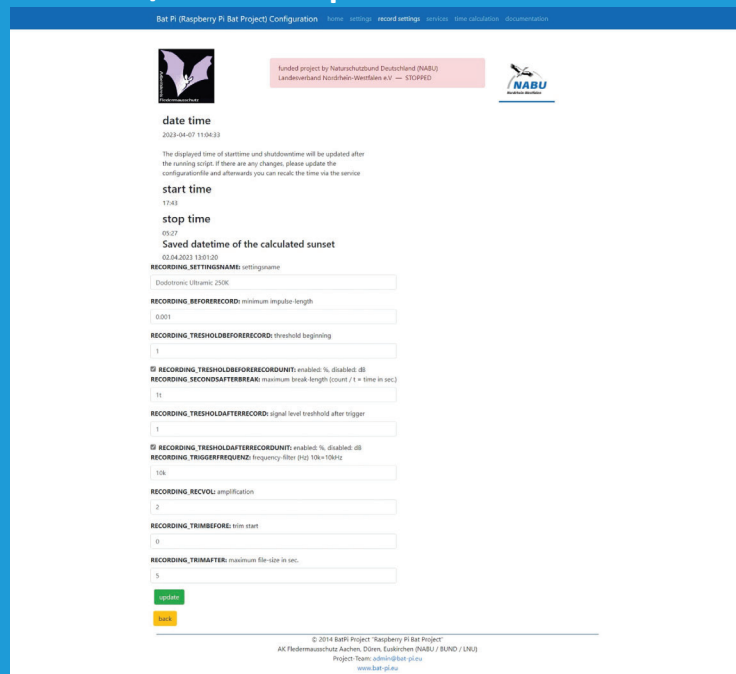 Bat Pi (Raspberry Pi Bat Project) Configuration home settings record settings services time calculation documentation
Fledermausschutz
funded project by Naturschutzbund Deutschland (NABU)
Landesverband Nordrhein-Westfalen e.V — STOPPED
NABU
Nordrhein-Westfalen
date time
2023-04-07 11:04:33
The displayed time of starttime und shutdowntime will be updated after
the running script. If there are any changes, please update the
configurationfile and afterwards you can recalc the time via the service
start time
17:43
stop time
05:27
Saved datetime of the calculated sunset
02.04.2023 13:01:20
RECORDING_SETTINGSNAME: settingsname
Dodotronic Ultramic 250K
RECORDING_BEFORERECORD: minimum impulse-length
0.001
RECORDING_TRESHOLDBEFORERECORD: threshold beginning
1
RECORDING_TRESHOLDBEFORERECORDUNIT: enabled: %, disabled: dB
RECORDING_SECONDSAFTERBREAK: maximum break-length (count / t = time in sec.)
1t
RECORDING_TRESHOLDAFTERRECORD: signal level treshhold after trigger
1
RECORDING_TRESHOLDAFTERRECORDUNIT: enabled: %, disabled: dB
RECORDING_TRIGGERFREQUENZ: frequency-filter (Hz) 10k=10kHz
10k
RECORDING_RECVOL: amplification
2
RECORDING_TRIMBEFORE: trim start
0
RECORDING_TRIMAFTER: maximum file-size in sec.
5
update
back
© 2014 BatPi Project "Raspberry Pi Bat Project"
AK Fledermausschutz Aachen, Düren, Euskirchen (NABU / BUND / LNU)
Project-Team: admin@bat-pi.eu
www.bat-pi.eu